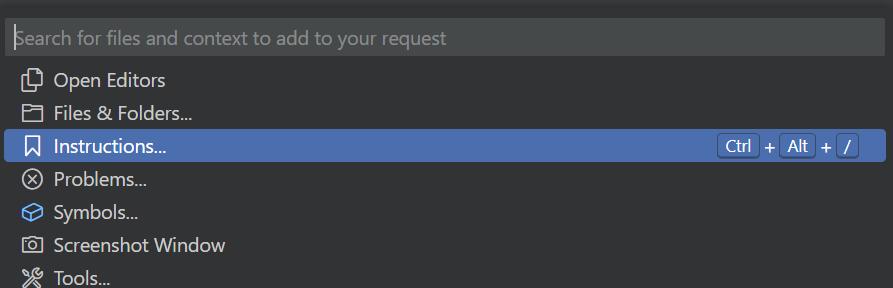 Search for files and context to add to your request
Open Editors
Files & Folders...
Instructions... Ctrl + Alt + /
Problems...
Symbols...
Screenshot Window
Tools...